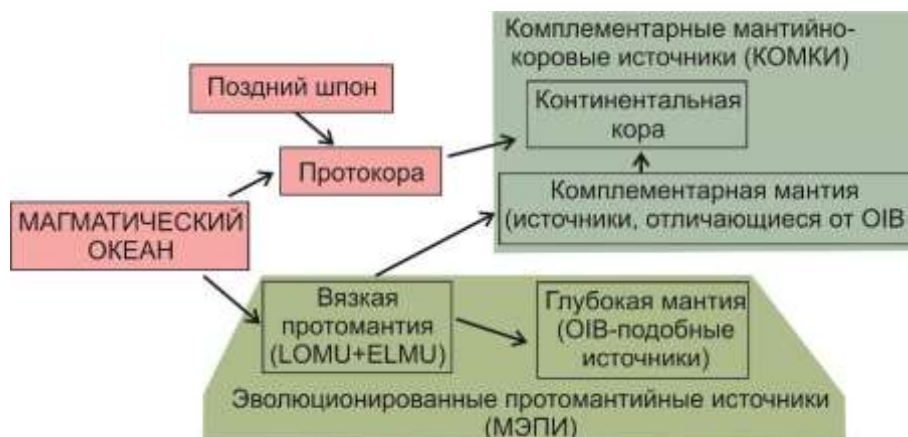 Комплементарные мантийно-
коровые источники (КОМКИ)
Поздний шпон
Континентальная
кора
Протокора
Комплементарная мантия
(источники, отличающиеся от OIB
МАГМАТИЧЕСКИЙ
ОКЕАН
Вязкая
протомантия
(LOMU+ELMU)
Глубокая мантия
(OIB-подобные
источники)
Эволюционированные протомантийные источники
(МЭПИ)